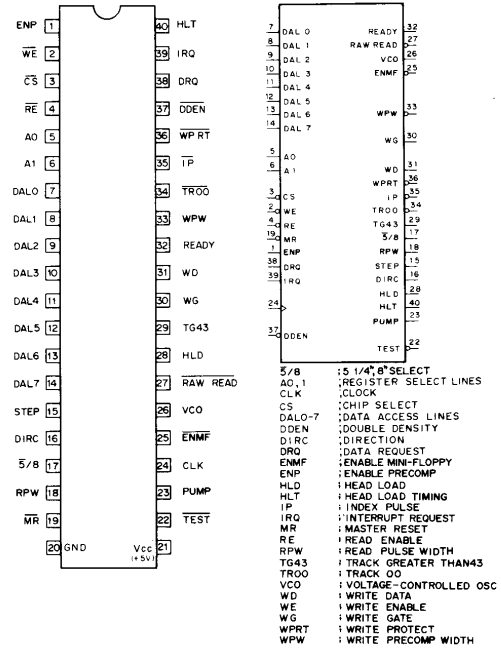 ENP 1 40 HLT
WE 2 39 IRQ
CS 3 38 DRQ
RE 4 37 DDEN
A0 5 36 WPRT
A1 6 35 IP
DAL0 7 34 TROO
DAL1 8 33 WPW
DAL2 9 32 READY
DAL3 10 31 WD
DAL4 11 30 WG
DAL5 12 29 TG43
DAL6 13 28 HLD
DAL7 14 27 RAW READ
STEP 15 26 VCO
DIRC 16 25 ENMF
5/8 17 24 CLK
RPW 18 23 PUMP
MR 19 22 TEST
20 GND Vcc 21
(+5V)
7 DAL 0 READY 32
8 DAL 1 RAW READ 27
9 DAL 2 VCO 26
10 DAL 3 ENMF 25
11 DAL 4
12 DAL 5
13 DAL 6 WPW 33
14 DAL 7
WG 30
5 A0
6 A1 WD 31
WPRT 36
3 CS IP 35
2 WE TROO 34
4 RE TG43 29
19 MR 5/8 17
1 ENP RPW 18
38 DRQ STEP 15
39 IRQ DIRC 16
HLD 28
24 HLT 40
PUMP 23
37 DDEN
TEST 22
5/8 ;5 1/4", 8" SELECT
A0, 1 ;REGISTER SELECT LINES
CLK ;CLOCK
CS ;CHIP SELECT
DALO-7 ;DATA ACCESS LINES
DDEN ;DOUBLE DENSITY
DIRC ;DIRECTION
DRQ ;DATA REQUEST
ENMF ;ENABLE MINI-FLOPPY
ENP ;ENABLE PRECOMP
HLD ;HEAD LOAD
HLT ;HEAD LOAD TIMING
IP ;INDEX PULSE
IRQ ;INTERRUPT REQUEST
MR ;MASTER RESET
RE ;READ ENABLE
RPW ;READ PULSE WIDTH
TG43 ;TRACK GREATER THAN43
TROO ;TRACK OO
VCO ;VOLTAGE-CONTROLLED OSC
WD ;WRITE DATA
WE ;WRITE ENABLE
WG ;WRITE GATE
WPRT ;WRITE PROTECT
WPW ;WRITE PRECOMP WIDTH